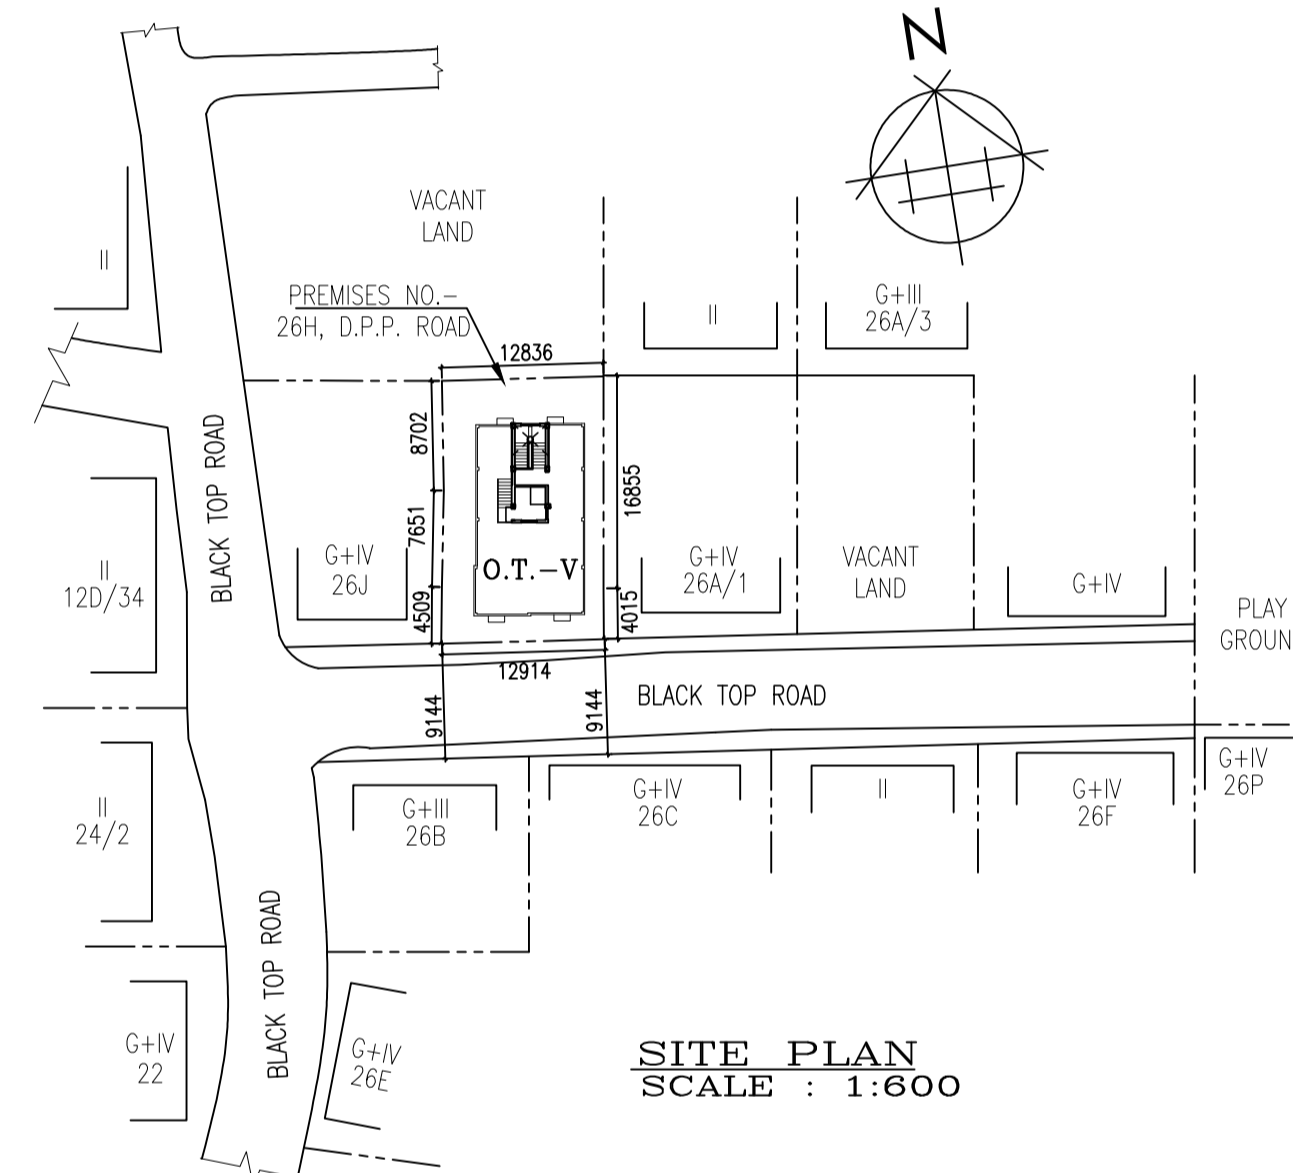 N
VACANT
LAND
II
PREMISES NO.-
26H, D.P.P. ROAD
II
G+III
26A/3
12836
8702
7651
4509
16855
4015
BLACK TOP ROAD
G+IV
26J
O.T.-V
G+IV
26A/1
VACANT
LAND
G+IV
PLAY
GROUN
II
12D/34
12914
9144
9144
BLACK TOP ROAD
II
24/2
G+III
26B
G+IV
26C
II
G+IV
26F
G+IV
26P
BLACK TOP ROAD
G+IV
22
G+IV
26E
SITE PLAN
SCALE : 1:600